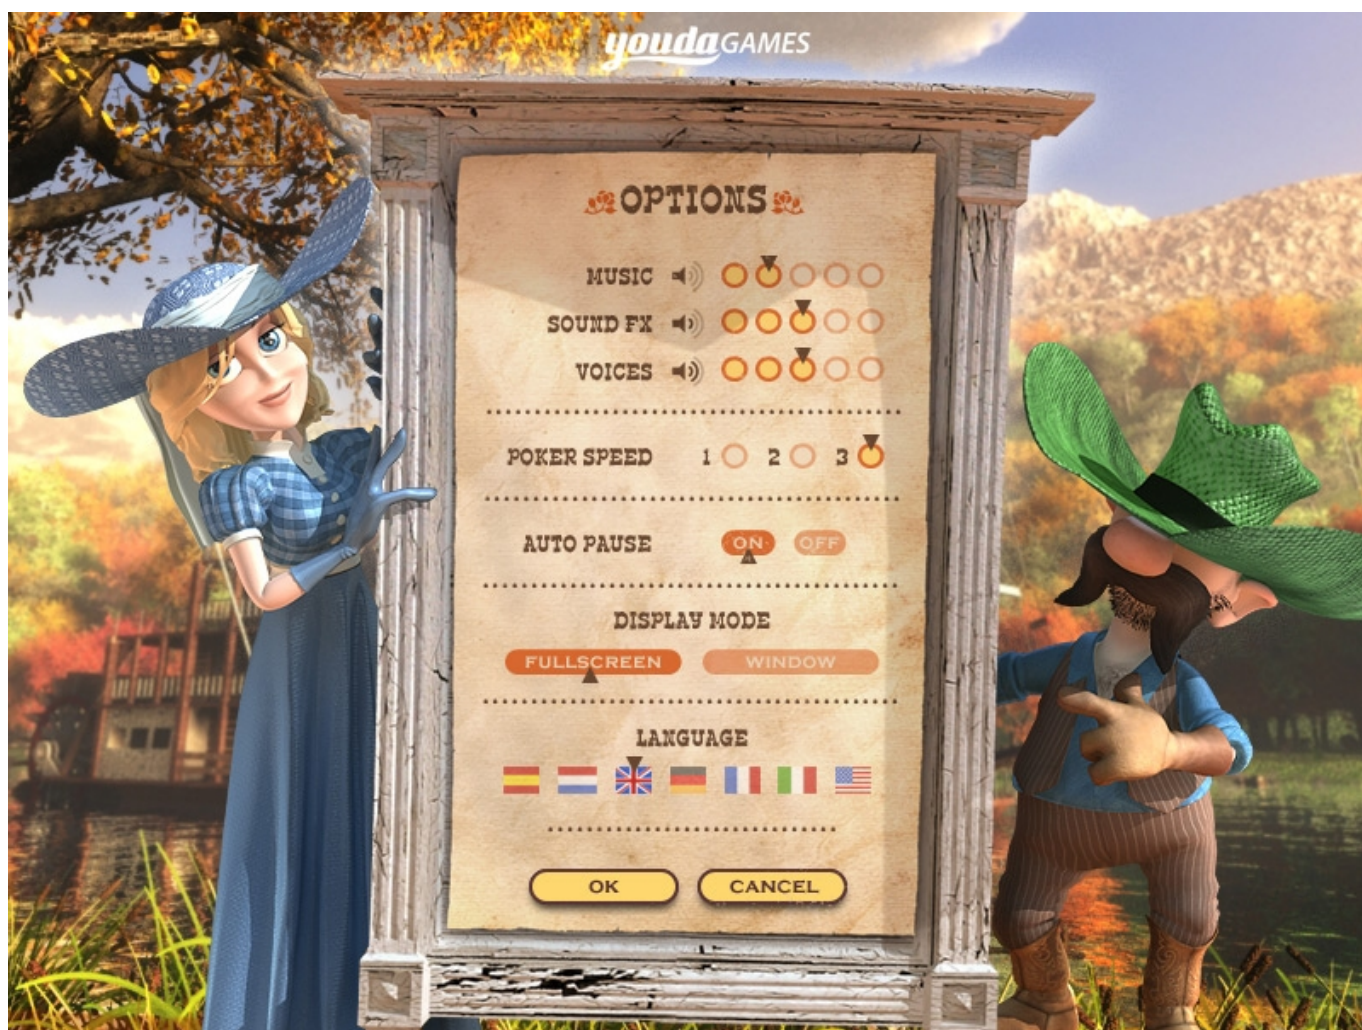 youdaGAMES
OPTIONS
MUSIC
SOUND FX
VOICES
POKER SPEED 1 2 3
AUTO PAUSE ON OFF
DISPLAY MODE
FULLSCREEN WINDOW
LANGUAGE
OK CANCEL